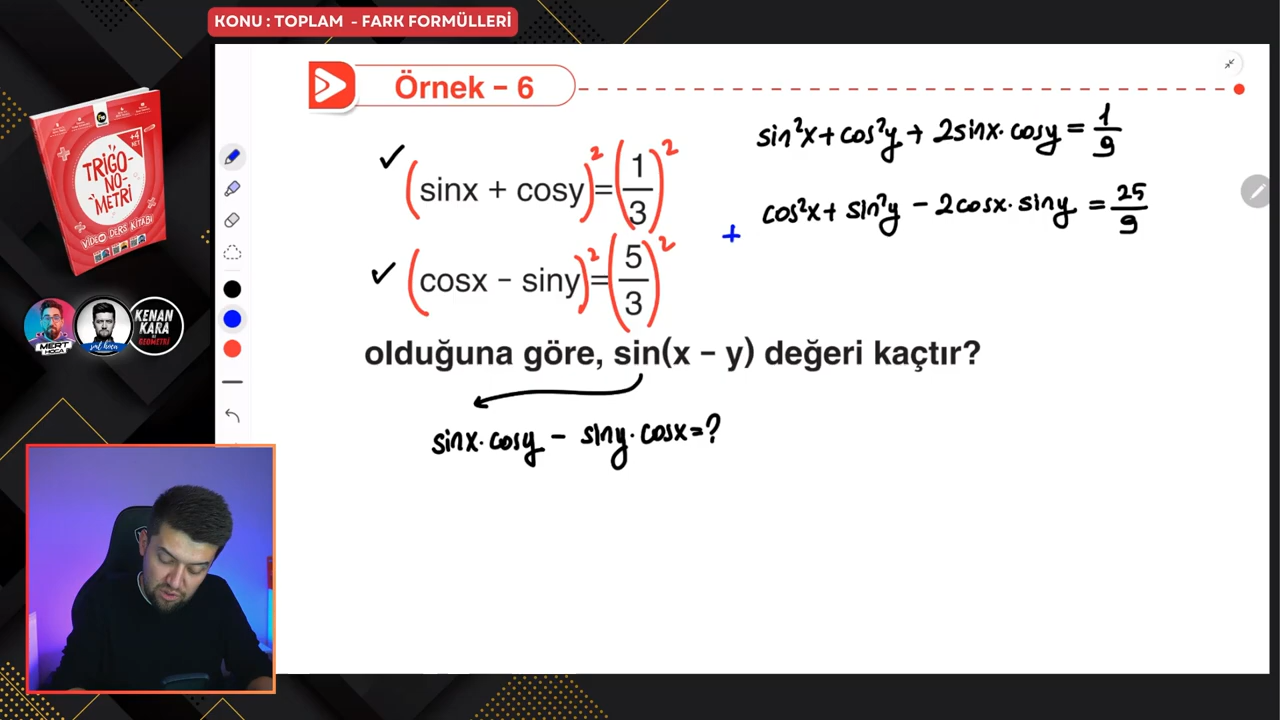 KONU : TOPLAM - FARK FORMÜLLERİ
Örnek - 6
(sinx + cosy)²=(1/3)²
(cosx - siny)²=(5/3)²
olduğuna göre, sin(x - y) değeri kaçtır?
sinx·cosy - siny·cosx=?
sin²x+cos²y+2sinx·cosy=1/9
+ cos²x+sin²y-2cosx·siny=25/9
+4 NET
TRİGO-
NO-
METRİ
VİDEO DERS KİTABI
MERT
HOCA
KENAN
KARA
GEOMETRİ